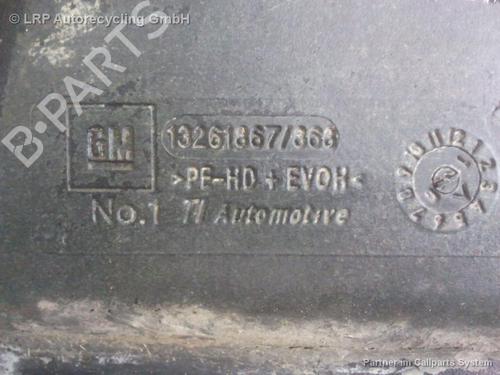 © LRP Autorecycling GmbH
B-PARTS
GM
13261867/868
>PE-HD + EVOH<
No.1 TI Automotive
Partner im Callparts System